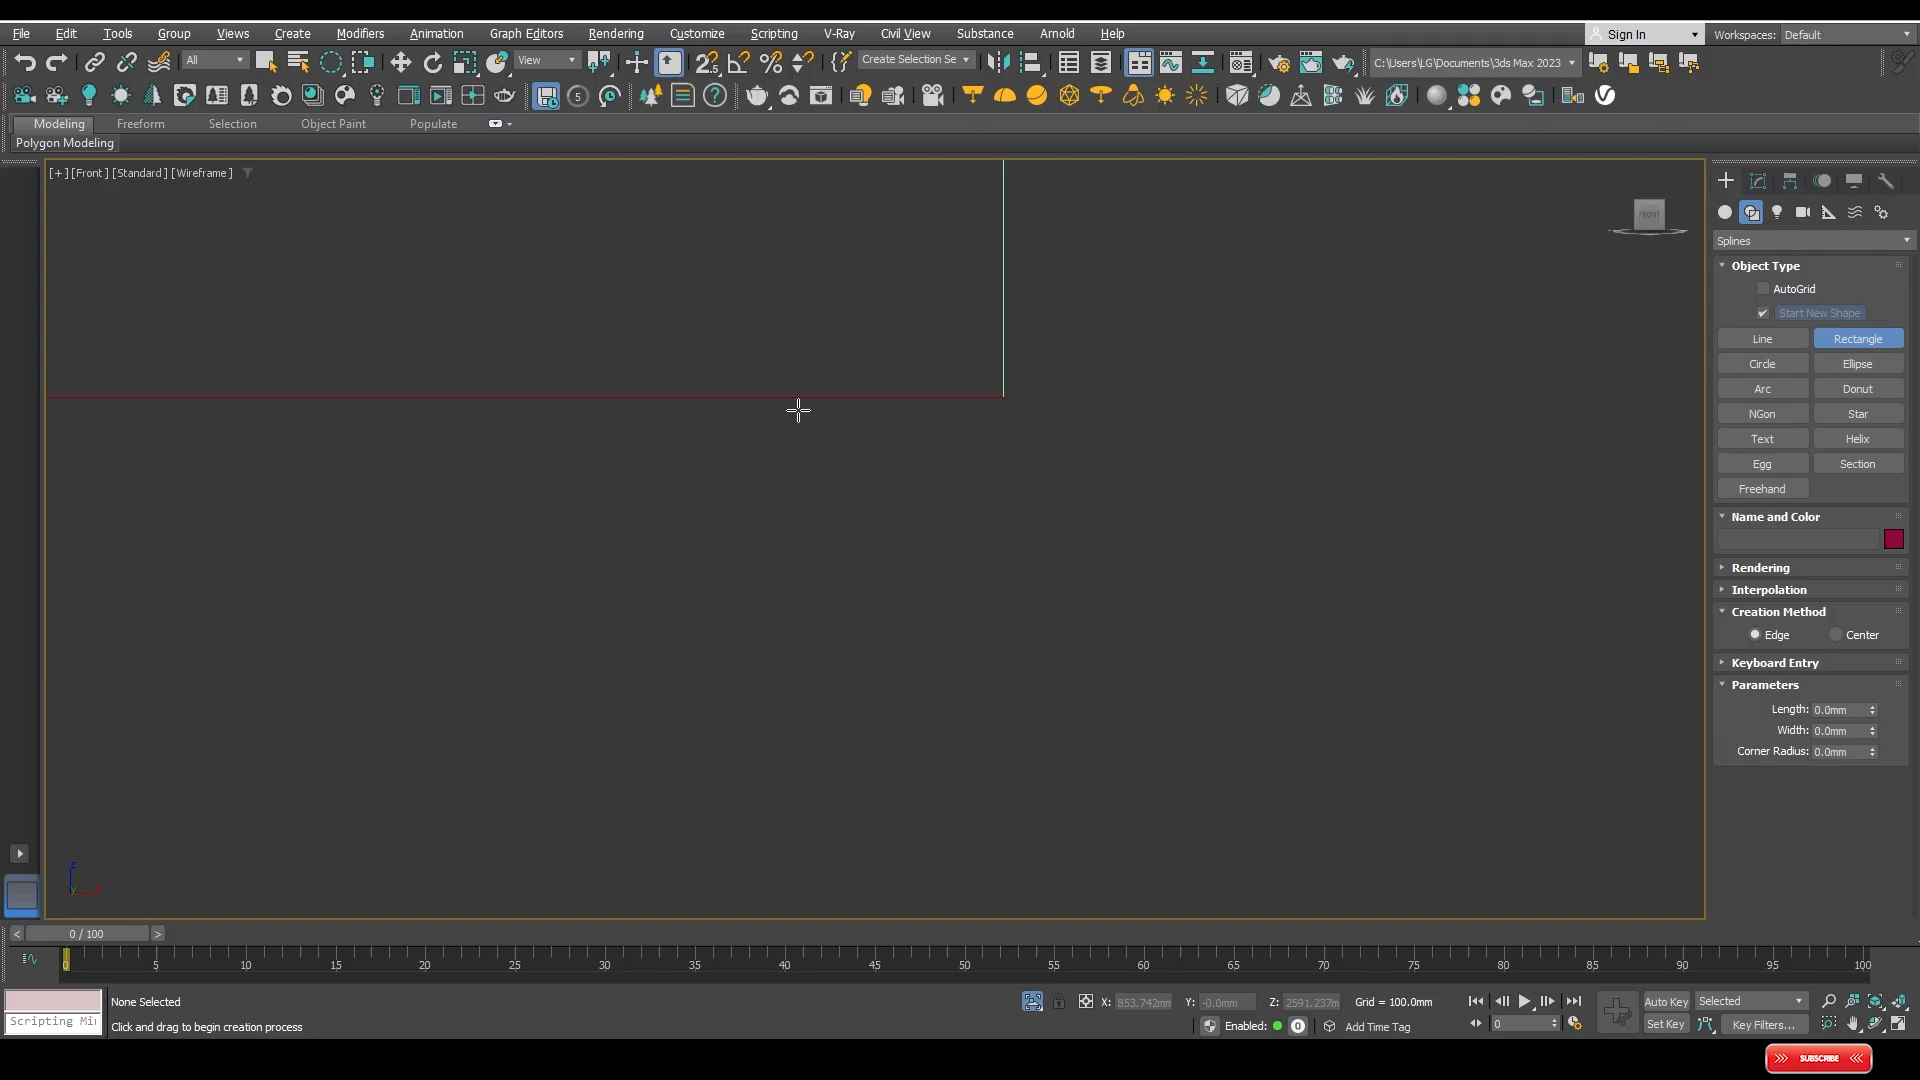 File Edit Tools Group Views Create Modifiers Animation Graph Editors Rendering Customize Scripting V-Ray Civil View Substance Arnold Help Sign In Workspaces: Default
All View Create Selection Se C:\Users\LG\Documents\3ds Max 2023
5
Modeling Freeform Selection Object Paint Populate
Polygon Modeling
[+] [Front] [Standard] [Wireframe]
FRONT
Splines
Object Type
AutoGrid
Start New Shape
Line Rectangle
Circle Ellipse
Arc Donut
NGon Star
Text Helix
Egg Section
Freehand
Name and Color
Rendering
Interpolation
Creation Method
Edge Center
Keyboard Entry
Parameters
Length: 0.0mm
Width: 0.0mm
Corner Radius: 0.0mm
z
y
< 0 / 100 >
0 5 10 15 20 25 30 35 40 45 50 55 60 65 70 75 80 85 90 95 100
None Selected X: 853.742mm Y: -0.0mm Z: 2591.237m Grid = 100.0mm Auto Key Selected
Scripting Mi Click and drag to begin creation process Enabled: 0 Add Time Tag 0 Set Key Key Filters...
SUBSCRIBE